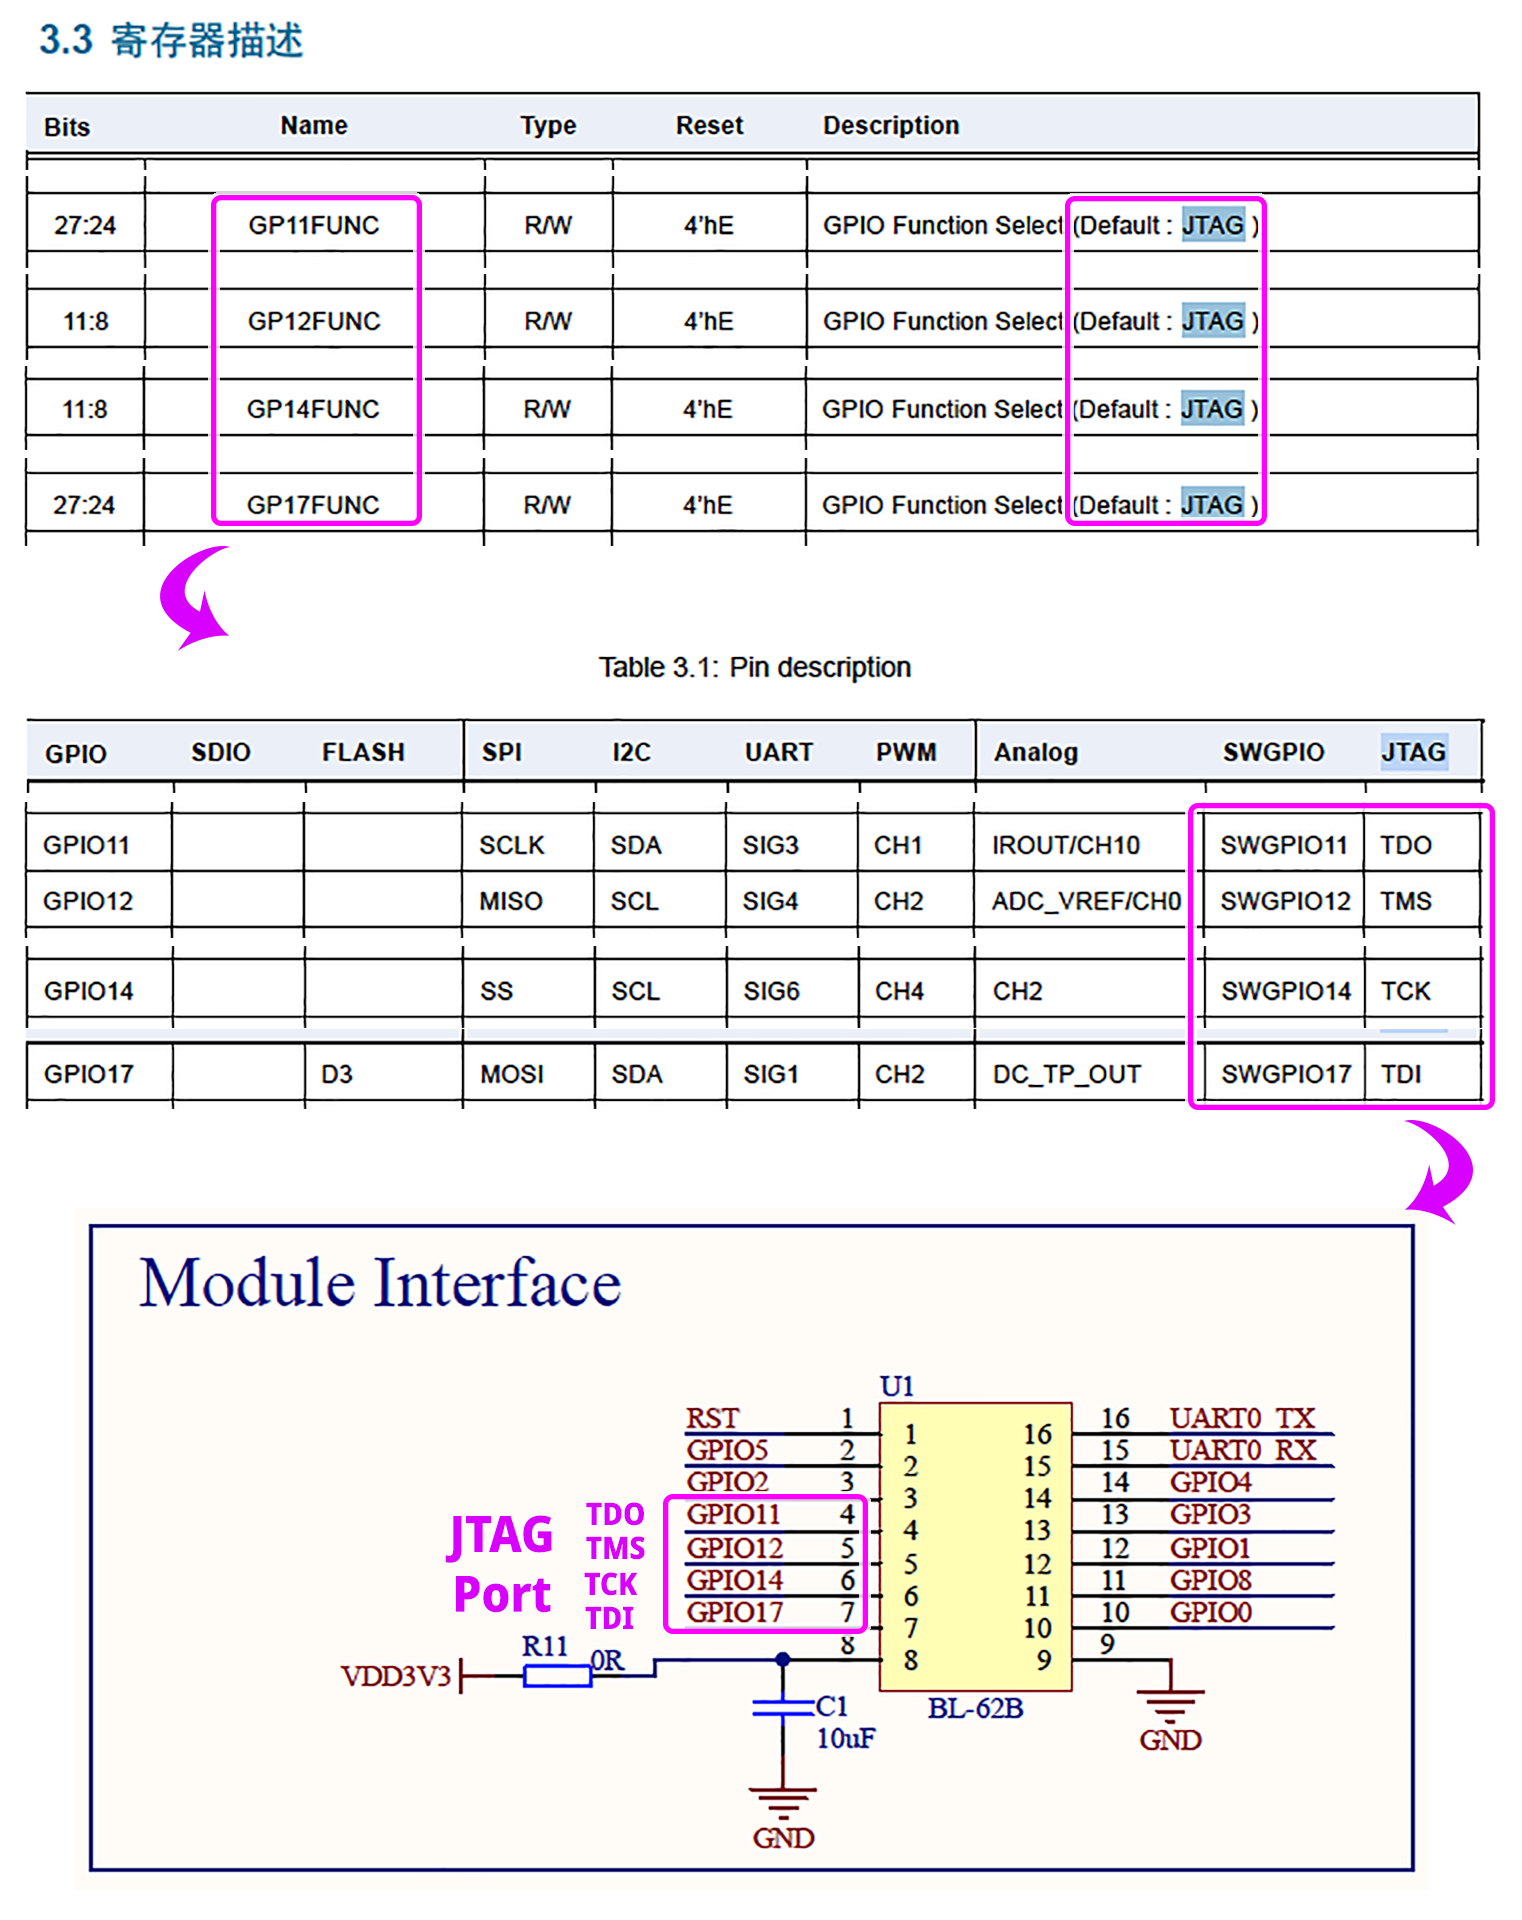 3.3 寄存器描述
Bits Name Type Reset Description
27:24 GP11FUNC R/W 4'hE GPIO Function Select (Default : JTAG )
11:8 GP12FUNC R/W 4'hE GPIO Function Select (Default : JTAG )
11:8 GP14FUNC R/W 4'hE GPIO Function Select (Default : JTAG )
27:24 GP17FUNC R/W 4'hE GPIO Function Select (Default : JTAG )
Table 3.1: Pin description
GPIO SDIO FLASH SPI I2C UART PWM Analog SWGPIO JTAG
GPIO11 SCLK SDA SIG3 CH1 IROUT/CH10 SWGPIO11 TDO
GPIO12 MISO SCL SIG4 CH2 ADC_VREF/CH0 SWGPIO12 TMS
GPIO14 SS SCL SIG6 CH4 CH2 SWGPIO14 TCK
GPIO17 D3 MOSI SDA SIG1 CH2 DC_TP_OUT SWGPIO17 TDI
Module Interface
U1
RST 1 1 16 16 UART0_TX
GPIO5 2 2 15 15 UART0_RX
GPIO2 3 3 14 14 GPIO4
TDO GPIO11 4 4 13 13 GPIO3
JTAG TMS GPIO12 5 5 12 12 GPIO1
Port TCK GPIO14 6 6 11 11 GPIO8
TDI GPIO17 7 7 10 10 GPIO0
R11 0R 8 8 9 9
VDD3V3
C1 BL-62B
10uF GND
GND